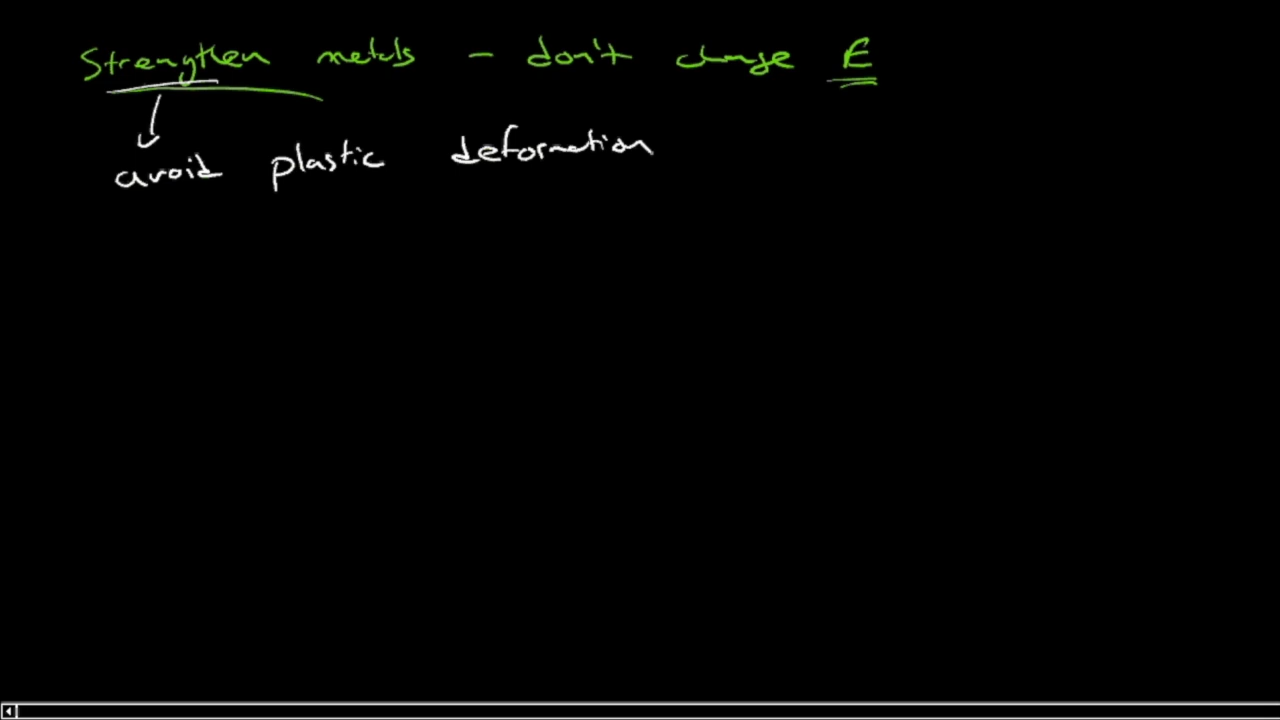 Strengthen metals - don't change E
avoid plastic deformation